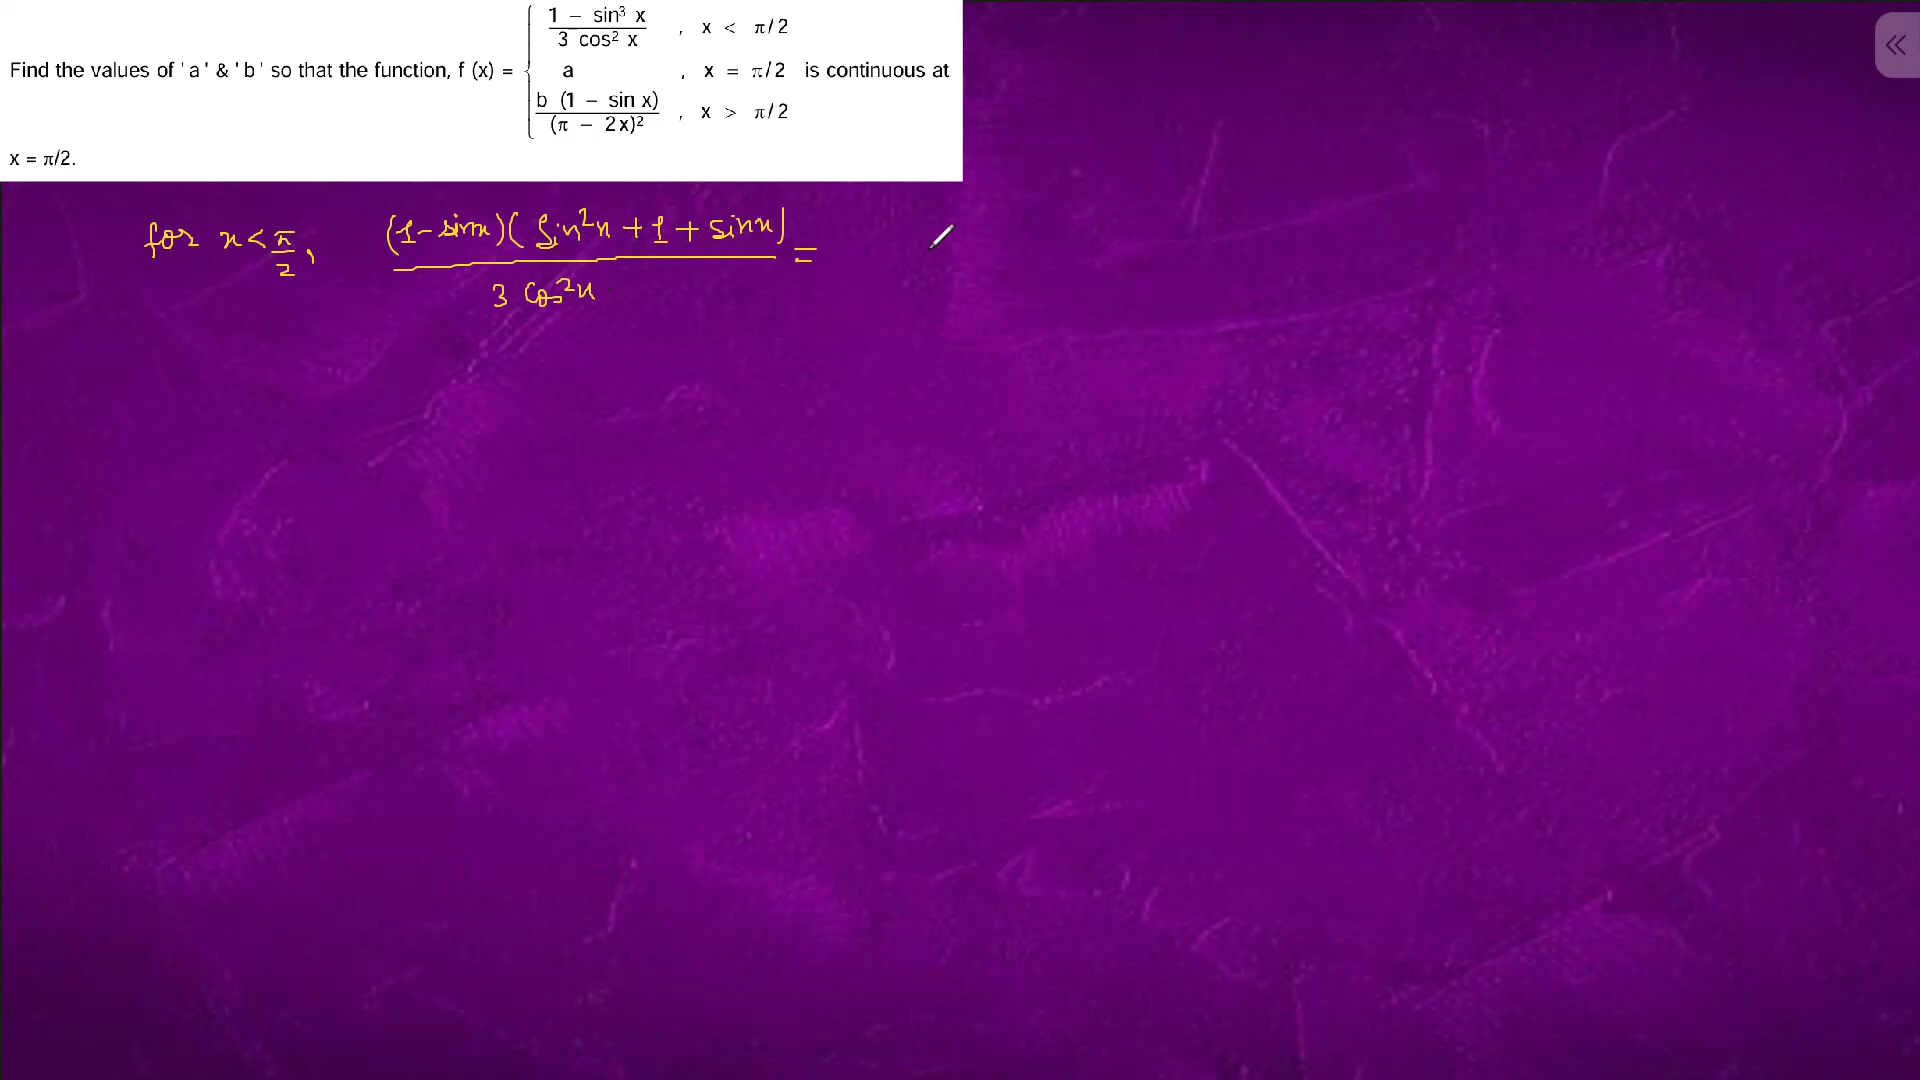 1 – sin³ x
3 cos² x , x < π/2
Find the values of 'a' & 'b' so that the function, f (x) = a , x = π/2 is continuous at
b (1 – sin x)
(π – 2x)² , x > π/2
x = π/2.
for x < π/2, (1-sinx)(sin²x+1+sinx) =
3 cos²x